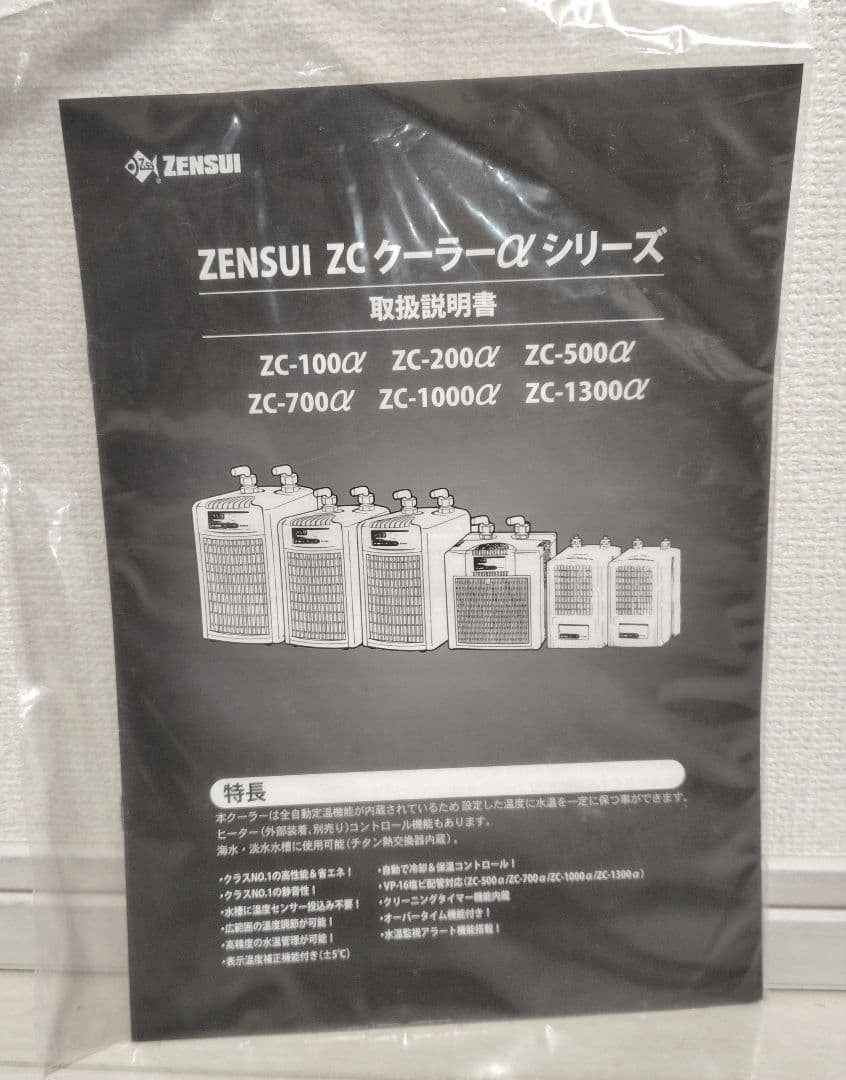 ZENSUI
ZENSUI ZCクーラーαシリーズ
取扱説明書
ZC-100α ZC-200α ZC-500α
ZC-700α ZC-1000α ZC-1300α
特長
本クーラーは全自動定温機能が内蔵されているため 設定した温度に水温を一定に保つ事ができます。
ヒーター(外部装着、別売り)コントロール機能もあります。
海水・淡水水槽に使用可能(チタン熱交換器内蔵)。
・クラスNO.1の高性能&省エネ!
・クラスNO.1の静音性!
・水槽に温度センサー投込み不要!
・広範囲の温度調節が可能!
・高精度の水温管理が可能!
・表示温度補正機能付き(±5℃)
・自動で冷却&保温コントロール!
・VP-16塩ビ配管対応(ZC-500α/ZC-700α/ZC-1000α/ZC-1300α)
・クリーニングタイマー機能内蔵
・オーバータイム機能付き!
・水温監視アラート機能搭載!